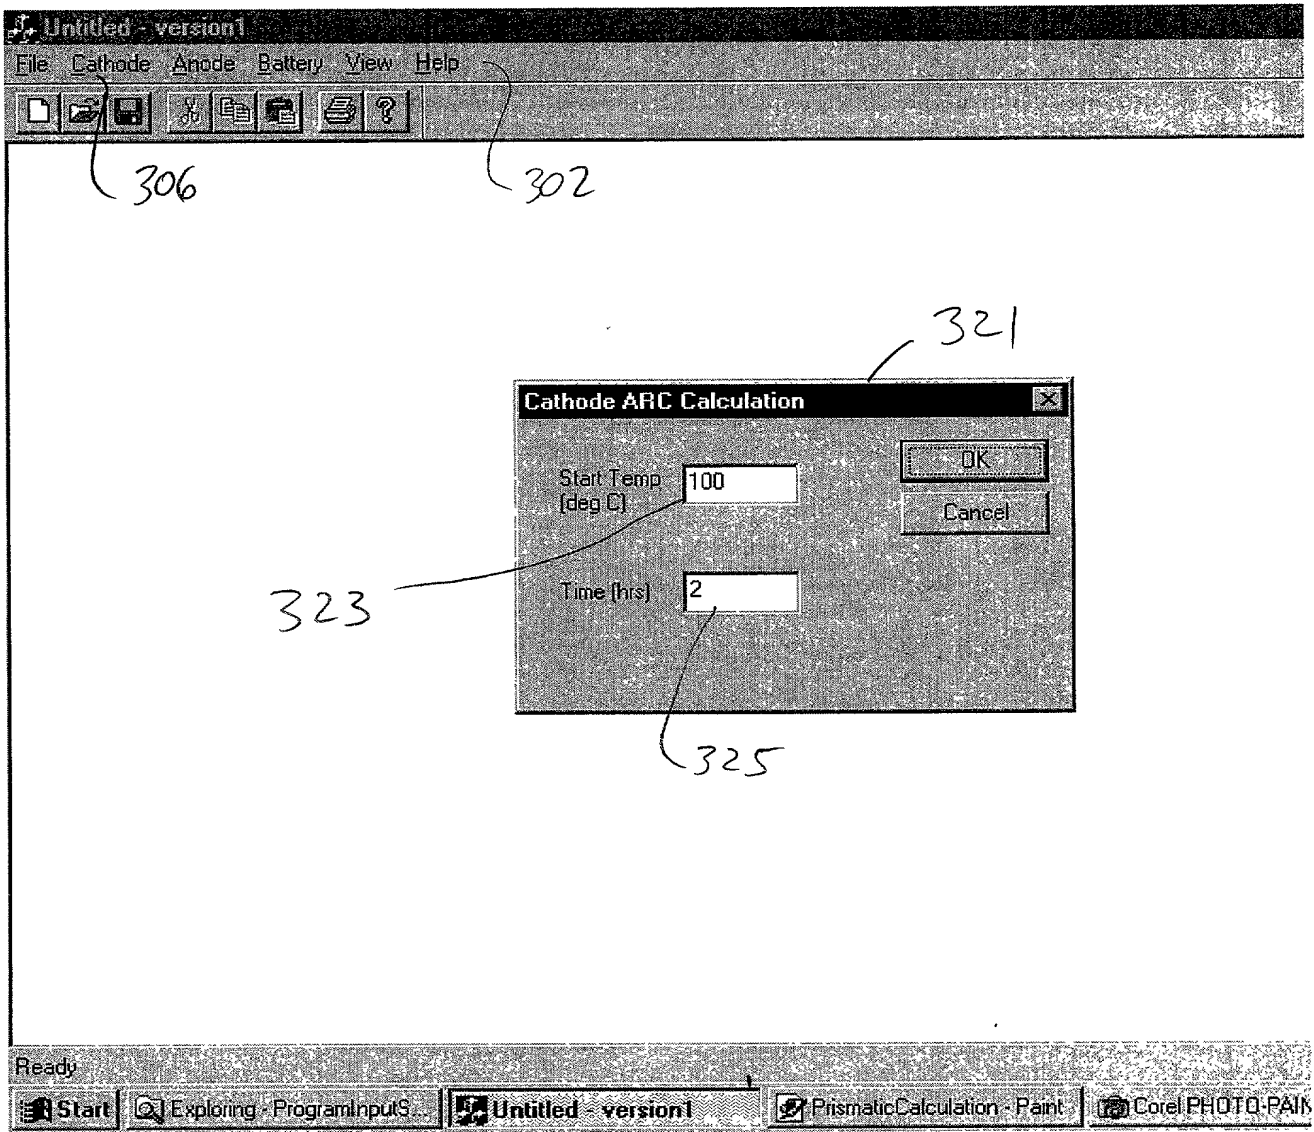 Untitled - version1
File Cathode Anode Battery View Help
306
302
321
Cathode ARC Calculation
Start Temp
(deg C)
100
OK
Cancel
323
Time (hrs)
2
325
Ready
Start Exploring - ProgramInputS... Untitled - version1 PrismaticCalculation - Paint Corel PHOTO-PAIN